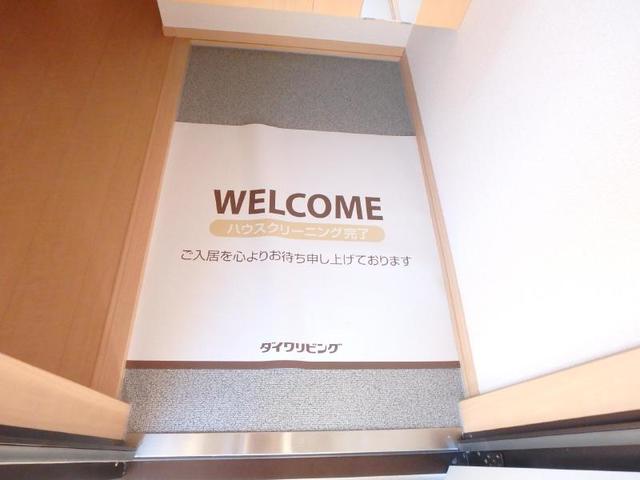 WELCOME
ハウスクリーニング完了
ご入居を心よりお待ち申し上げております
ダイワリビング